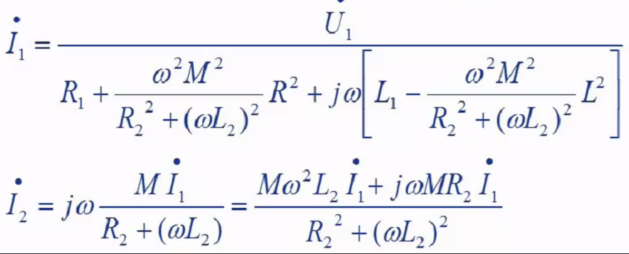 İ₁ = U̇₁ / (R₁ + (ω²M² / (R₂² + (ωL₂)²)) R² + jω[L₁ − (ω²M² / (R₂² + (ωL₂)²)) L²])
İ₂ = jω (M İ₁ / (R₂ + (ωL₂))) = (Mω²L₂ İ₁ + jωMR₂ İ₁) / (R₂² + (ωL₂)²)